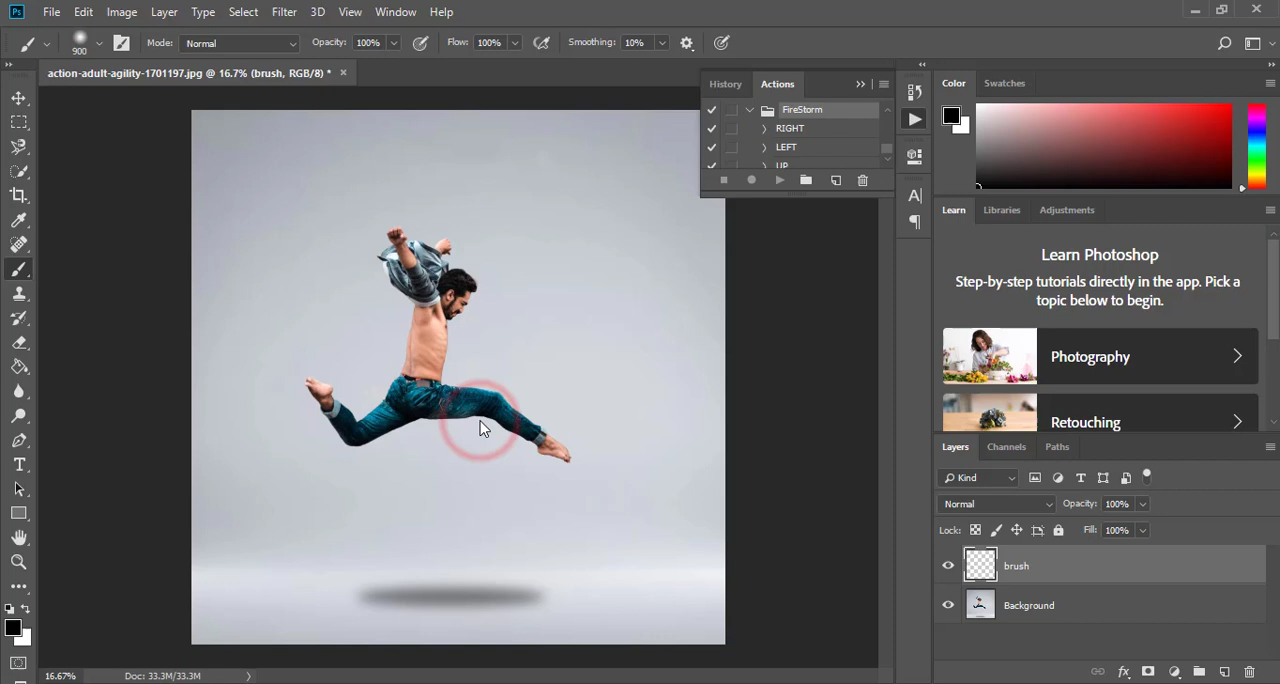 Ps File Edit Image Layer Type Select Filter 3D View Window Help
900 Mode: Normal Opacity: 100% Flow: 100% Smoothing: 10%
action-adult-agility-1701197.jpg @ 16.7% (brush, RGB/8) * ×
History Actions
FireStorm
RIGHT
LEFT
UP
Color Swatches
Learn Libraries Adjustments
Learn Photoshop
Step-by-step tutorials directly in the app. Pick a
topic below to begin.
Photography
Retouching
Layers Channels Paths
Kind
Normal Opacity: 100%
Lock: Fill: 100%
brush
Background
16.67% Doc: 33.3M/33.3M